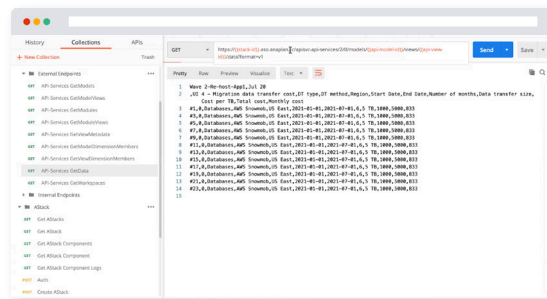 History Collections APIs
+ New Collection Trash
External Endpoints
GET API-Services GetModels
GET API-Services GetModelViews
GET API-Services GetModules
GET API-Services GetModuleViews
GET API-Services GetViewMetadata
GET API-Services GetModelDimensionMembers
GET API-Services GetViewDimensionMembers
GET API-Services GetData
GET API-Services GetWorkspaces
Internal Endpoints
AStack
GET Get AStacks
GET Get AStack
GET Get AStack Components
GET Get AStack Component
GET Get AStack Component Logs
POST Auth
POST Create AStack
GET
Send Save
Pretty Raw Preview Visualize Text
1 Wave 2-Re-host-App1,Jul 20
2 ,UI 4 – Migration data transfer cost,DT type,DT method,Region,Start Date,End Date,Number of months,Data transfer size,
Cost per TB,Total cost,Monthly cost
3 #1,0,Databases,AWS Snowmob,US East,2021-01-01,2021-07-01,6,5 TB,1000,5000,833
4 #3,0,Databases,AWS Snowmob,US East,2021-01-01,2021-07-01,6,5 TB,1000,5000,833
5 #5,0,Databases,AWS Snowmob,US East,2021-01-01,2021-07-01,6,5 TB,1000,5000,833
6 #7,0,Databases,AWS Snowmob,US East,2021-01-01,2021-07-01,6,5 TB,1000,5000,833
7 #9,0,Databases,AWS Snowmob,US East,2021-01-01,2021-07-01,6,5 TB,1000,5000,833
8 #11,0,Databases,AWS Snowmob,US East,2021-01-01,2021-07-01,6,5 TB,1000,5000,833
9 #13,0,Databases,AWS Snowmob,US East,2021-01-01,2021-07-01,6,5 TB,1000,5000,833
10 #15,0,Databases,AWS Snowmob,US East,2021-01-01,2021-07-01,6,5 TB,1000,5000,833
11 #17,0,Databases,AWS Snowmob,US East,2021-01-01,2021-07-01,6,5 TB,1000,5000,833
12 #19,0,Databases,AWS Snowmob,US East,2021-01-01,2021-07-01,6,5 TB,1000,5000,833
13 #21,0,Databases,AWS Snowmob,US East,2021-01-01,2021-07-01,6,5 TB,1000,5000,833
14 #23,0,Databases,AWS Snowmob,US East,2021-01-01,2021-07-01,6,5 TB,1000,5000,833
15